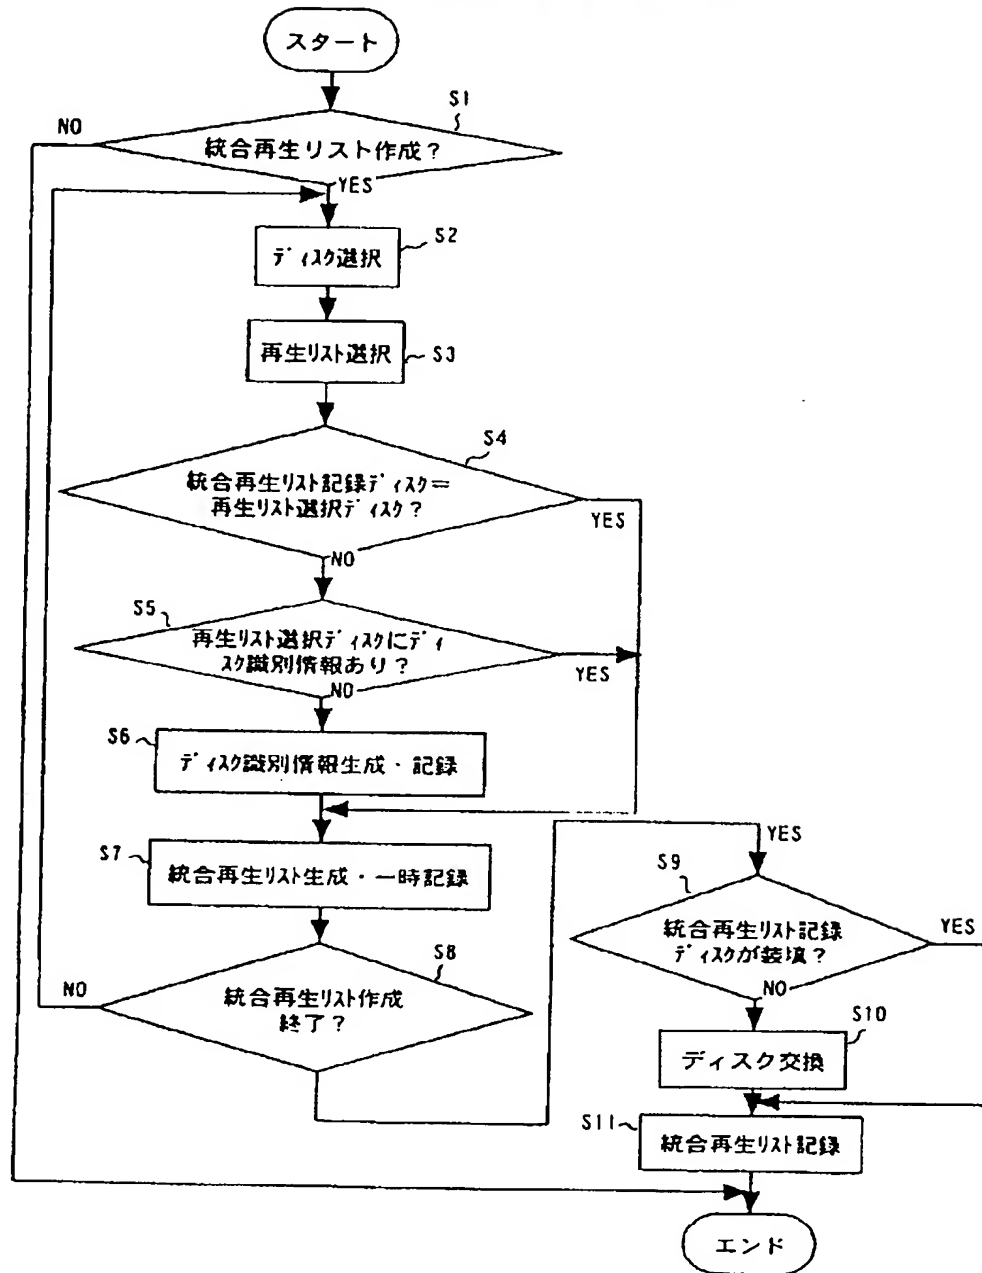 スタート
S1
NO
統合再生リスト作成?
YES
S2
ディスク選択
再生リスト選択
S3
S4
統合再生リスト記録ディスク=
再生リスト選択ディスク?
YES
NO
S5
再生リスト選択ディスクにディ
スク識別情報あり?
YES
NO
S6
ディスク識別情報生成・記録
S7
統合再生リスト生成・一時記録
YES
S9
統合再生リスト記録
ディスクが装填?
YES
NO
S8
NO
統合再生リスト作成
終了?
S10
ディスク交換
S11
統合再生リスト記録
エンド